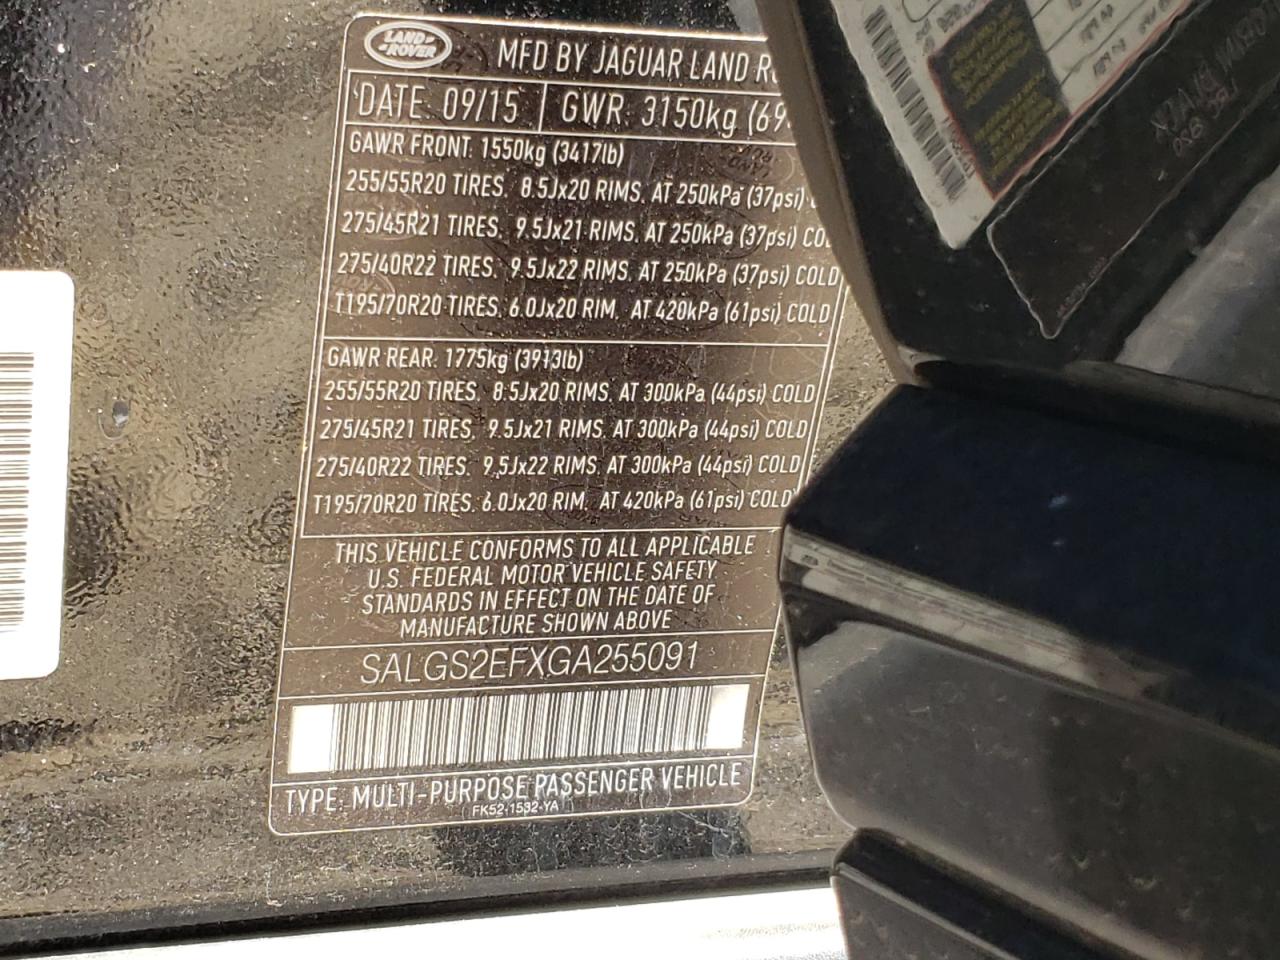 LAND
ROVER
MFD BY JAGUAR LAND
DATE: 09/15 GWR: 3150kg
GAWR FRONT: 1550kg (3417lb)
255/55R20 TIRES, 8.5Jx20 RIMS, AT 250kPa (37psi)
275/45R21 TIRES, 9.5Jx21 RIMS, AT 250kPa (37psi)
275/40R22 TIRES, 9.5Jx22 RIMS, AT 250kPa (37psi) COLD
T195/70R20 TIRES, 6.0Jx20 RIM, AT 420kPa (61psi) COLD
GAWR REAR: 1775kg (3913lb)
255/55R20 TIRES, 8.5Jx20 RIMS, AT 300kPa (44psi) COLD
275/45R21 TIRES, 9.5Jx21 RIMS, AT 300kPa (44psi) COLD
275/40R22 TIRES, 9.5Jx22 RIMS, AT 300kPa (44psi) COLD
T195/70R20 TIRES, 6.0Jx20 RIM, AT 420kPa (61psi) COLD
THIS VEHICLE CONFORMS TO ALL APPLICABLE
U.S. FEDERAL MOTOR VEHICLE SAFETY
STANDARDS IN EFFECT ON THE DATE OF
MANUFACTURE SHOWN ABOVE
SALGS2EFXGA255091
TYPE: MULTI-PURPOSE PASSENGER VEHICLE
FK52-1532-YA